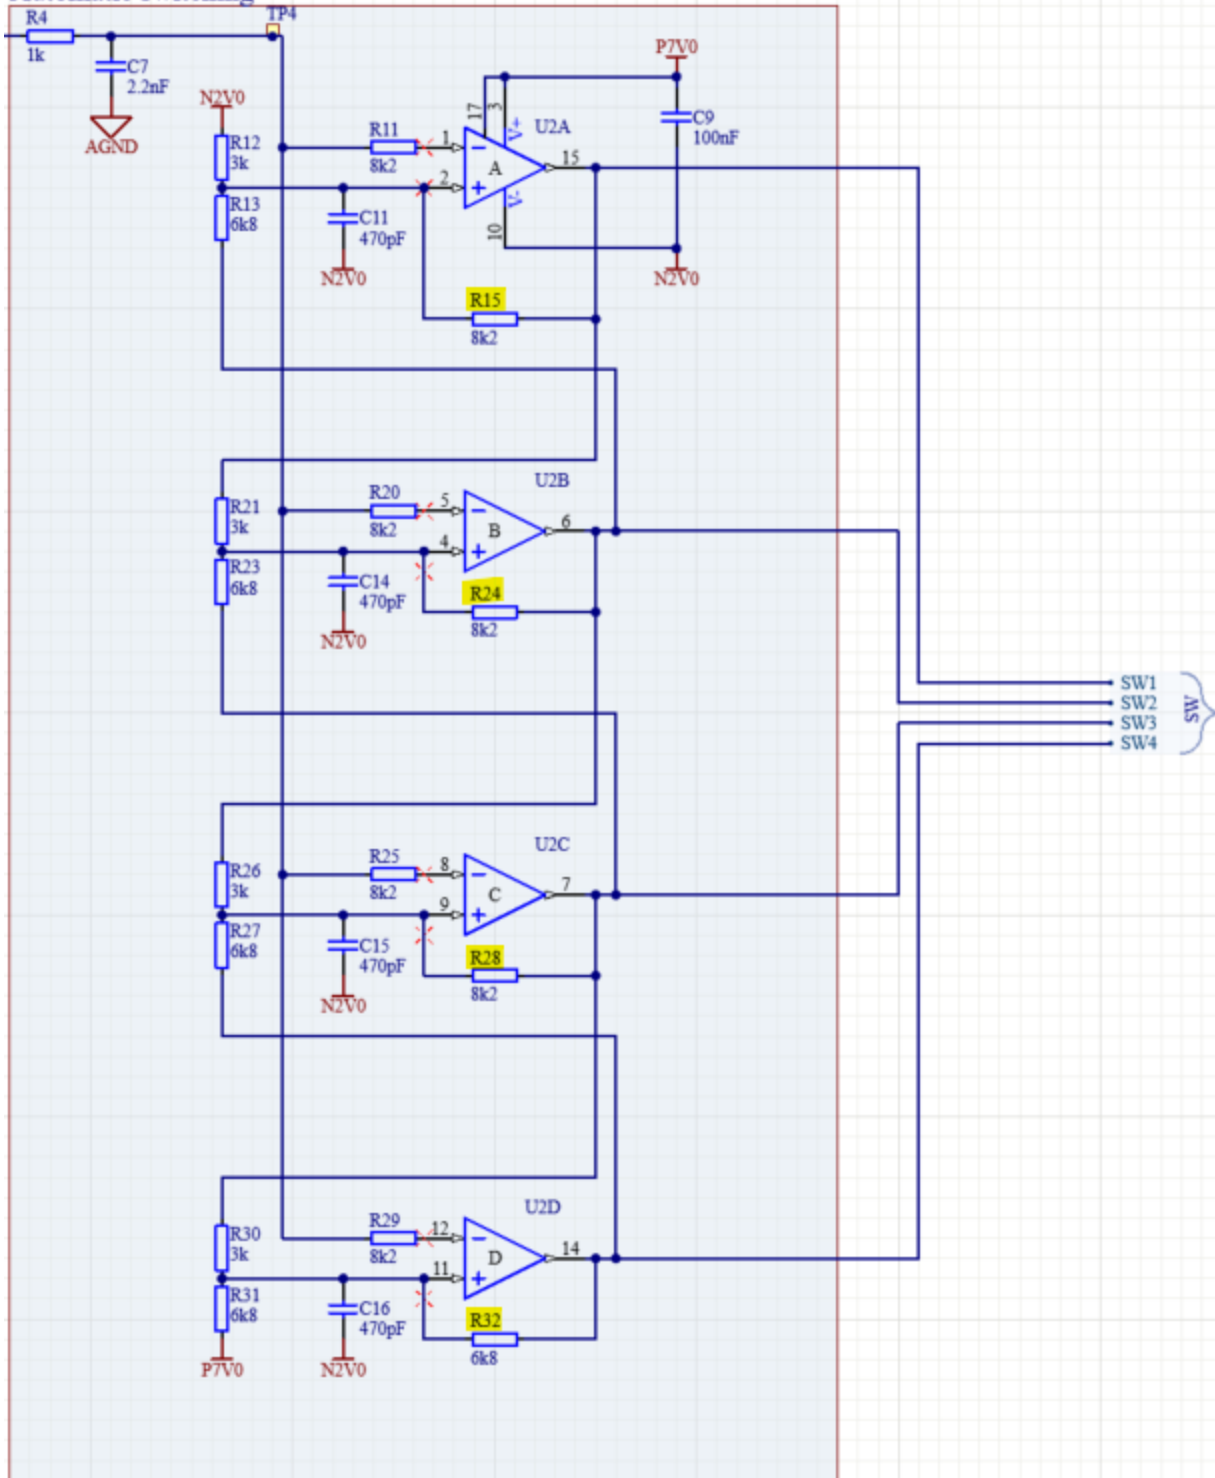 R4
TP4
1k
C7
2.2nF
AGND
P7V0
C9
100nF
N2V0
N2V0
R12
3k
R13
6k8
R11
8k2
1
2
17
3
V+
U2A
A
15
V-
10
C11
470pF
N2V0
R15
8k2
R21
3k
R23
6k8
R20
8k2
5
4
U2B
B
6
C14
470pF
N2V0
R24
8k2
SW1
SW2
SW3
SW4
SW
R26
3k
R27
6k8
R25
8k2
8
9
U2C
C
7
C15
470pF
N2V0
R28
8k2
R30
3k
R31
6k8
P7V0
R29
8k2
12
11
U2D
D
14
C16
470pF
N2V0
R32
6k8